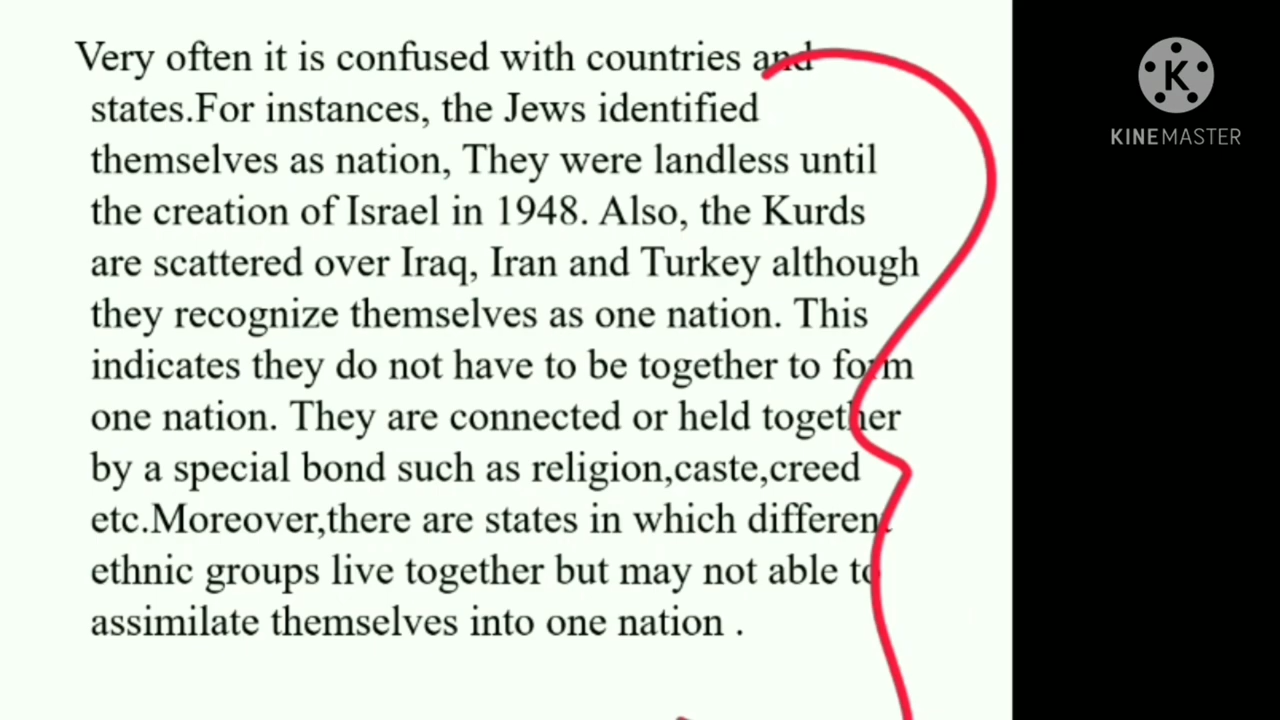 Very often it is confused with countries and
states.For instances, the Jews identified
themselves as nation, They were landless until
the creation of Israel in 1948. Also, the Kurds
are scattered over Iraq, Iran and Turkey although
they recognize themselves as one nation. This
indicates they do not have to be together to form
one nation. They are connected or held together
by a special bond such as religion,caste,creed
etc.Moreover,there are states in which different
ethnic groups live together but may not able to
assimilate themselves into one nation .
K
KINEMASTER